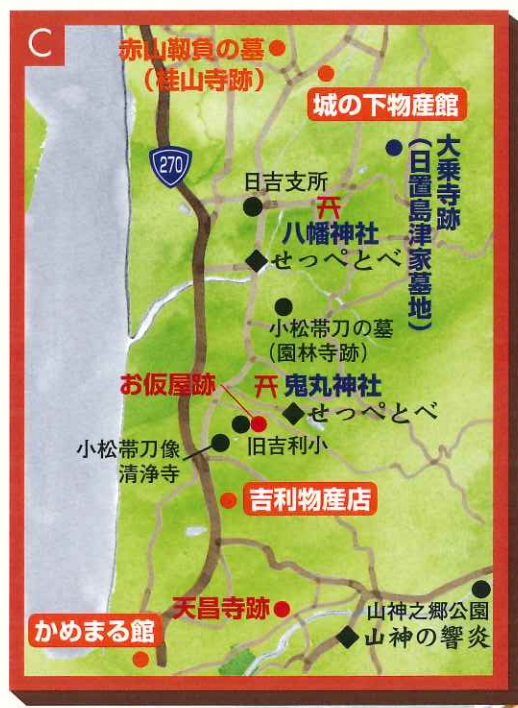 C
赤山靱負の墓
(桂山寺跡)
城の下物産館
270
大乗寺跡
(日置島津家墓地)
日吉支所
八幡神社
せっぺとべ
小松帯刀の墓
(園林寺跡)
お仮屋跡
鬼丸神社
せっぺとべ
小松帯刀像
清浄寺
旧吉利小
吉利物産店
天昌寺跡
山神之郷公園
山神の響炎
かめまる館